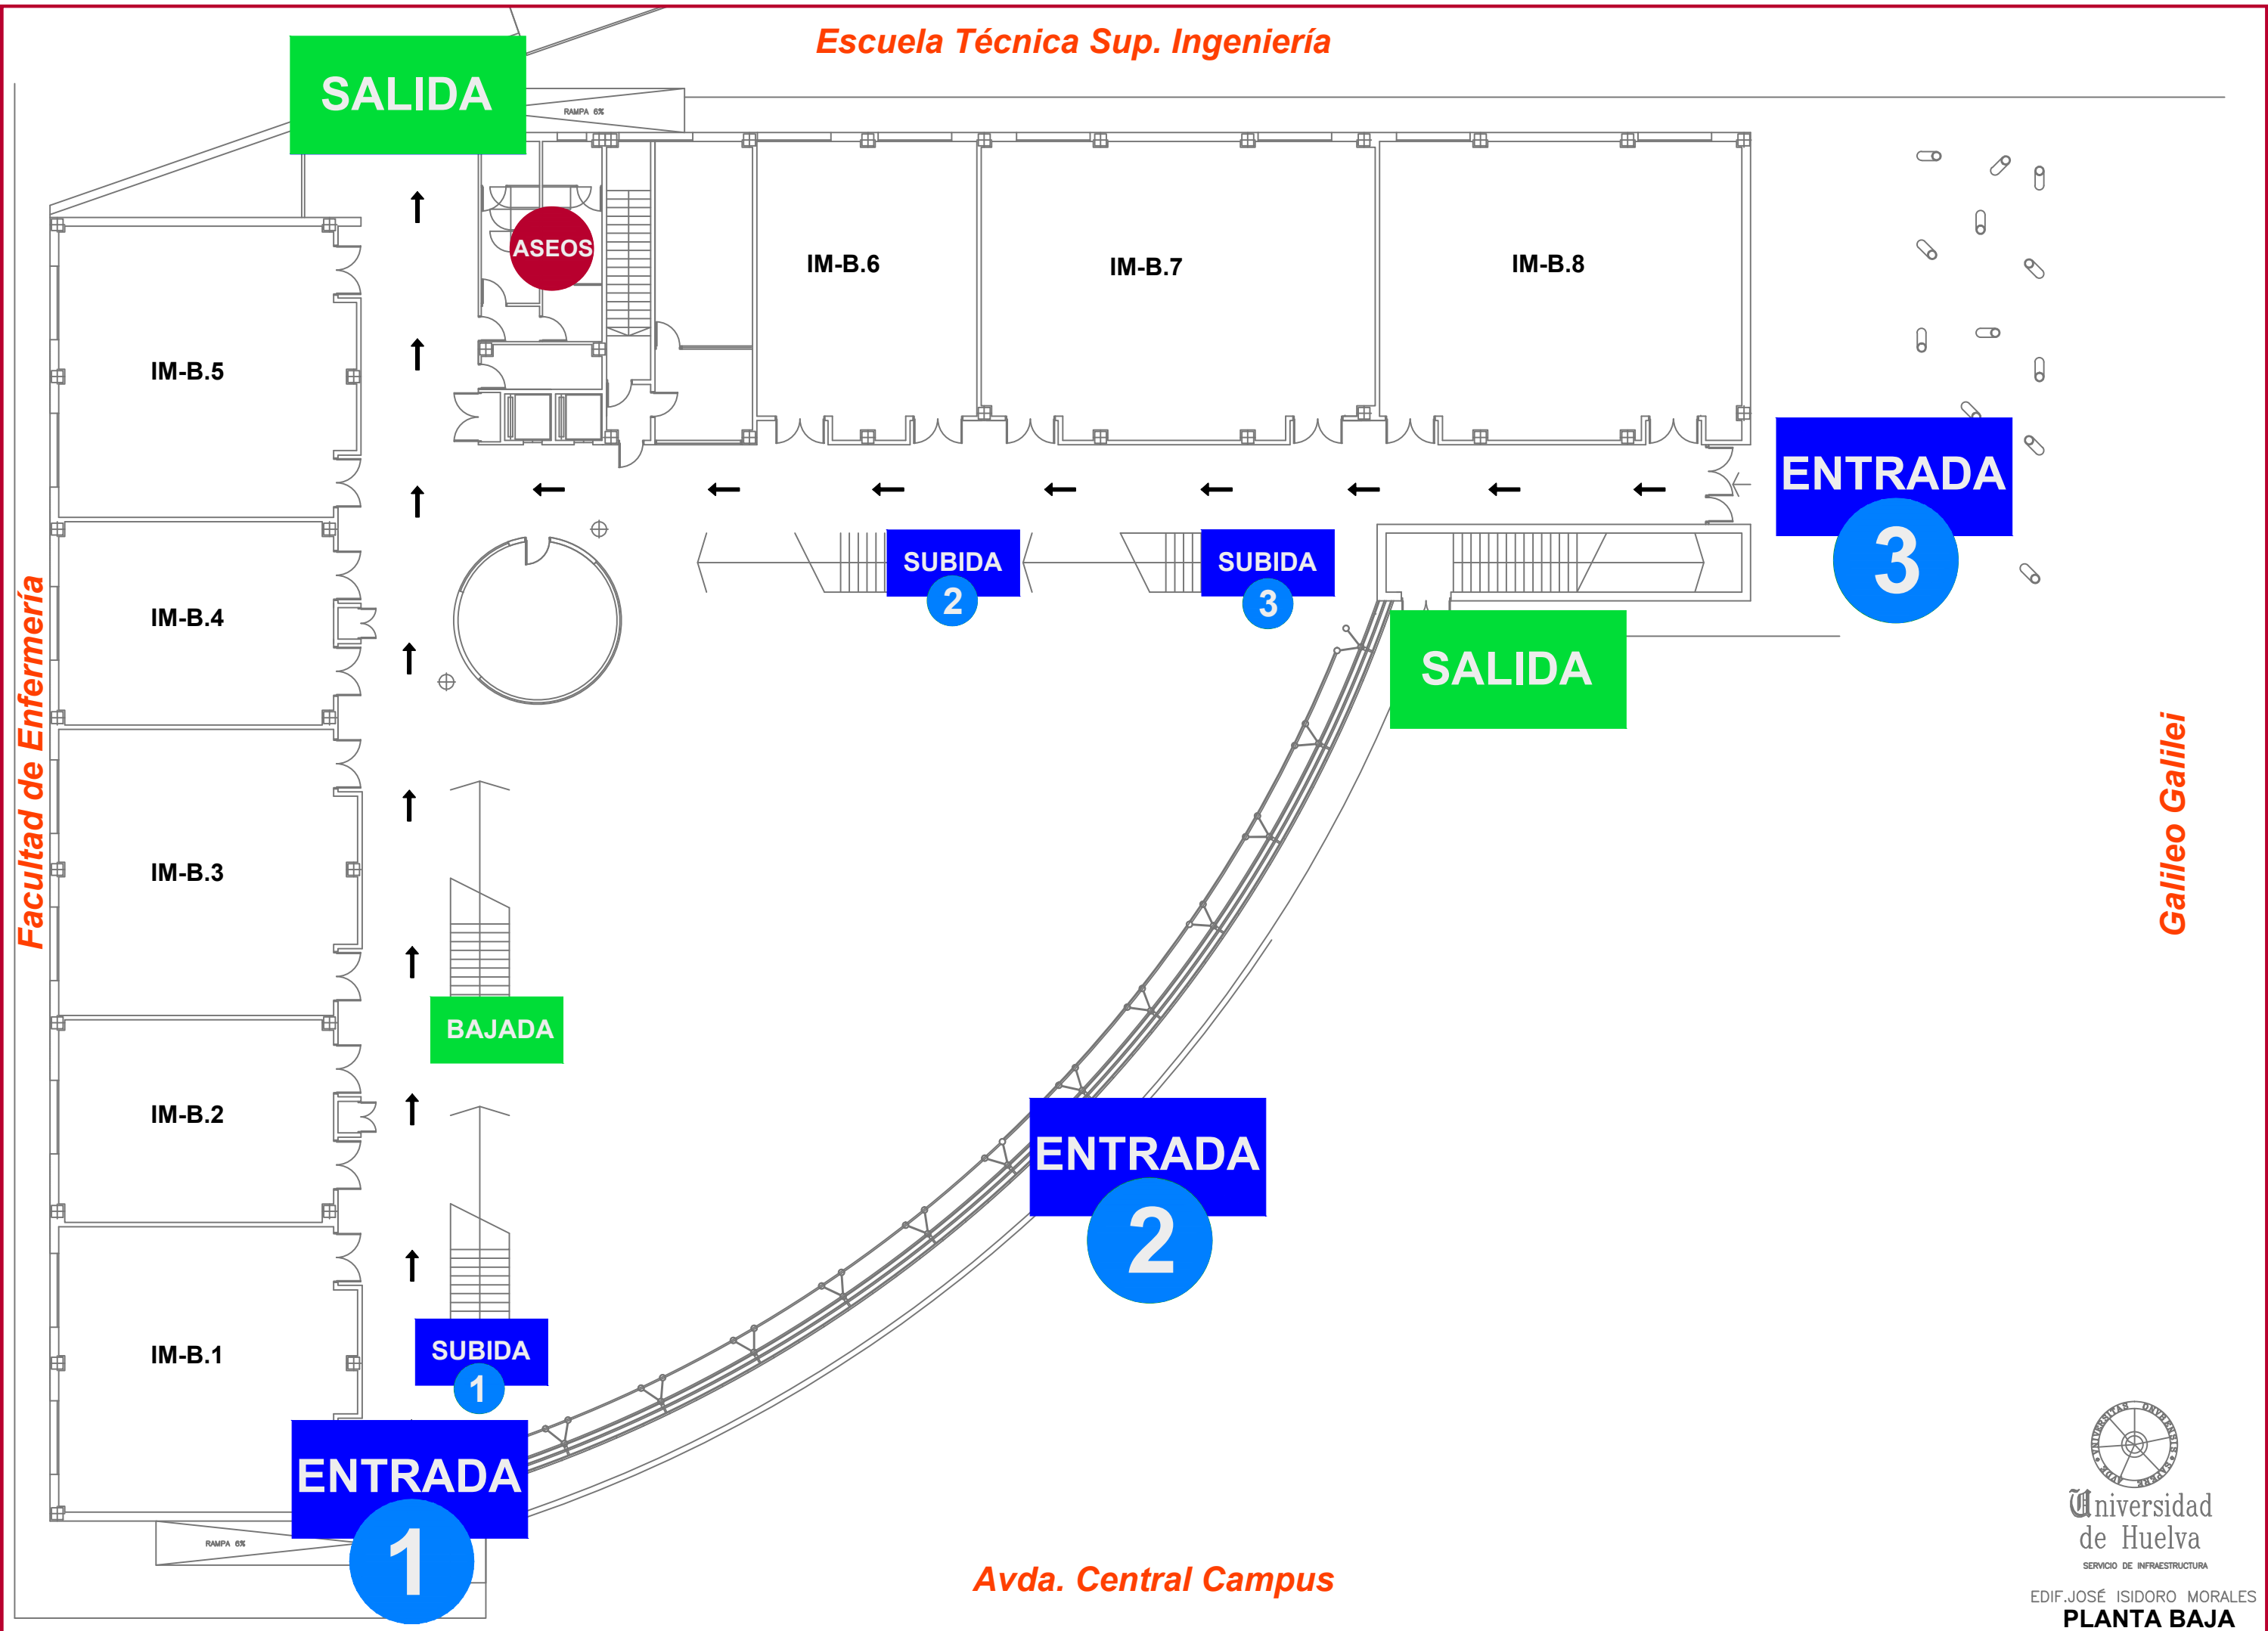 Escuela Técnica Sup. Ingeniería
SALIDA
RAMPA 6%
ASEOS
IM-B.6
IM-B.7
IM-B.8
IM-B.5
ENTRADA
3
SUBIDA
2
SUBIDA
3
IM-B.4
SALIDA
Facultad de Enfermería
Galileo Galilei
IM-B.3
BAJADA
IM-B.2
ENTRADA
2
IM-B.1
SUBIDA
1
ENTRADA
1
RAMPA 6%
Avda. Central Campus
Universidad
de Huelva
SERVICIO DE INFRAESTRUCTURA
EDIF.JOSÉ ISIDORO MORALES
PLANTA BAJA